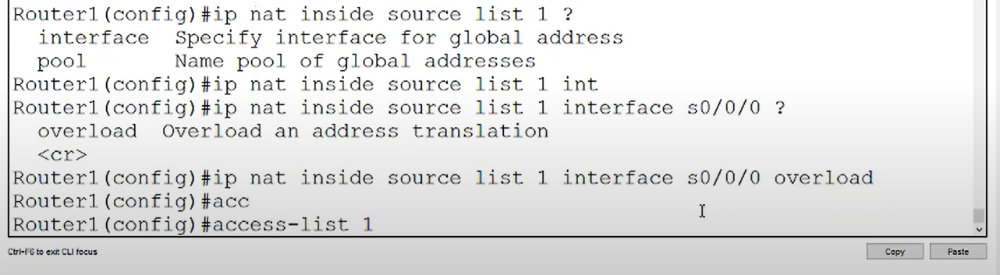 Router1(config)#ip nat inside source list 1 ?
interface  Specify interface for global address
pool       Name pool of global addresses
Router1(config)#ip nat inside source list 1 int
Router1(config)#ip nat inside source list 1 interface s0/0/0 ?
overload  Overload an address translation
<cr>
Router1(config)#ip nat inside source list 1 interface s0/0/0 overload
Router1(config)#acc
Router1(config)#access-list 1
Ctrl+F6 to exit CLI focus
Copy
Paste